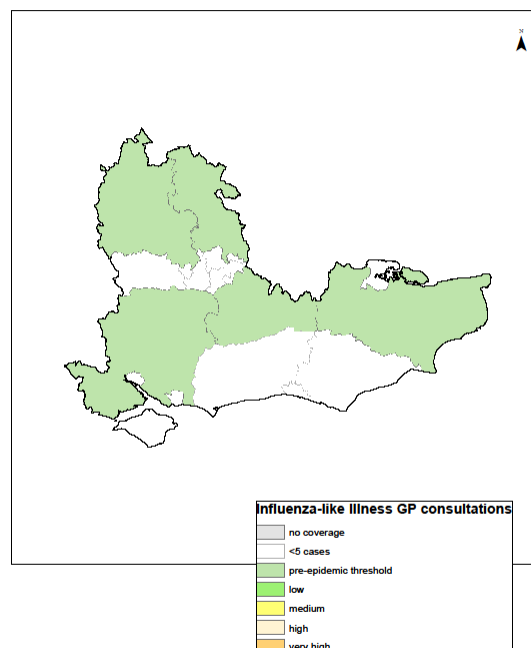 N
Influenza-like Illness GP consultations
no coverage
<5 cases
pre-epidemic threshold
low
medium
high
very high